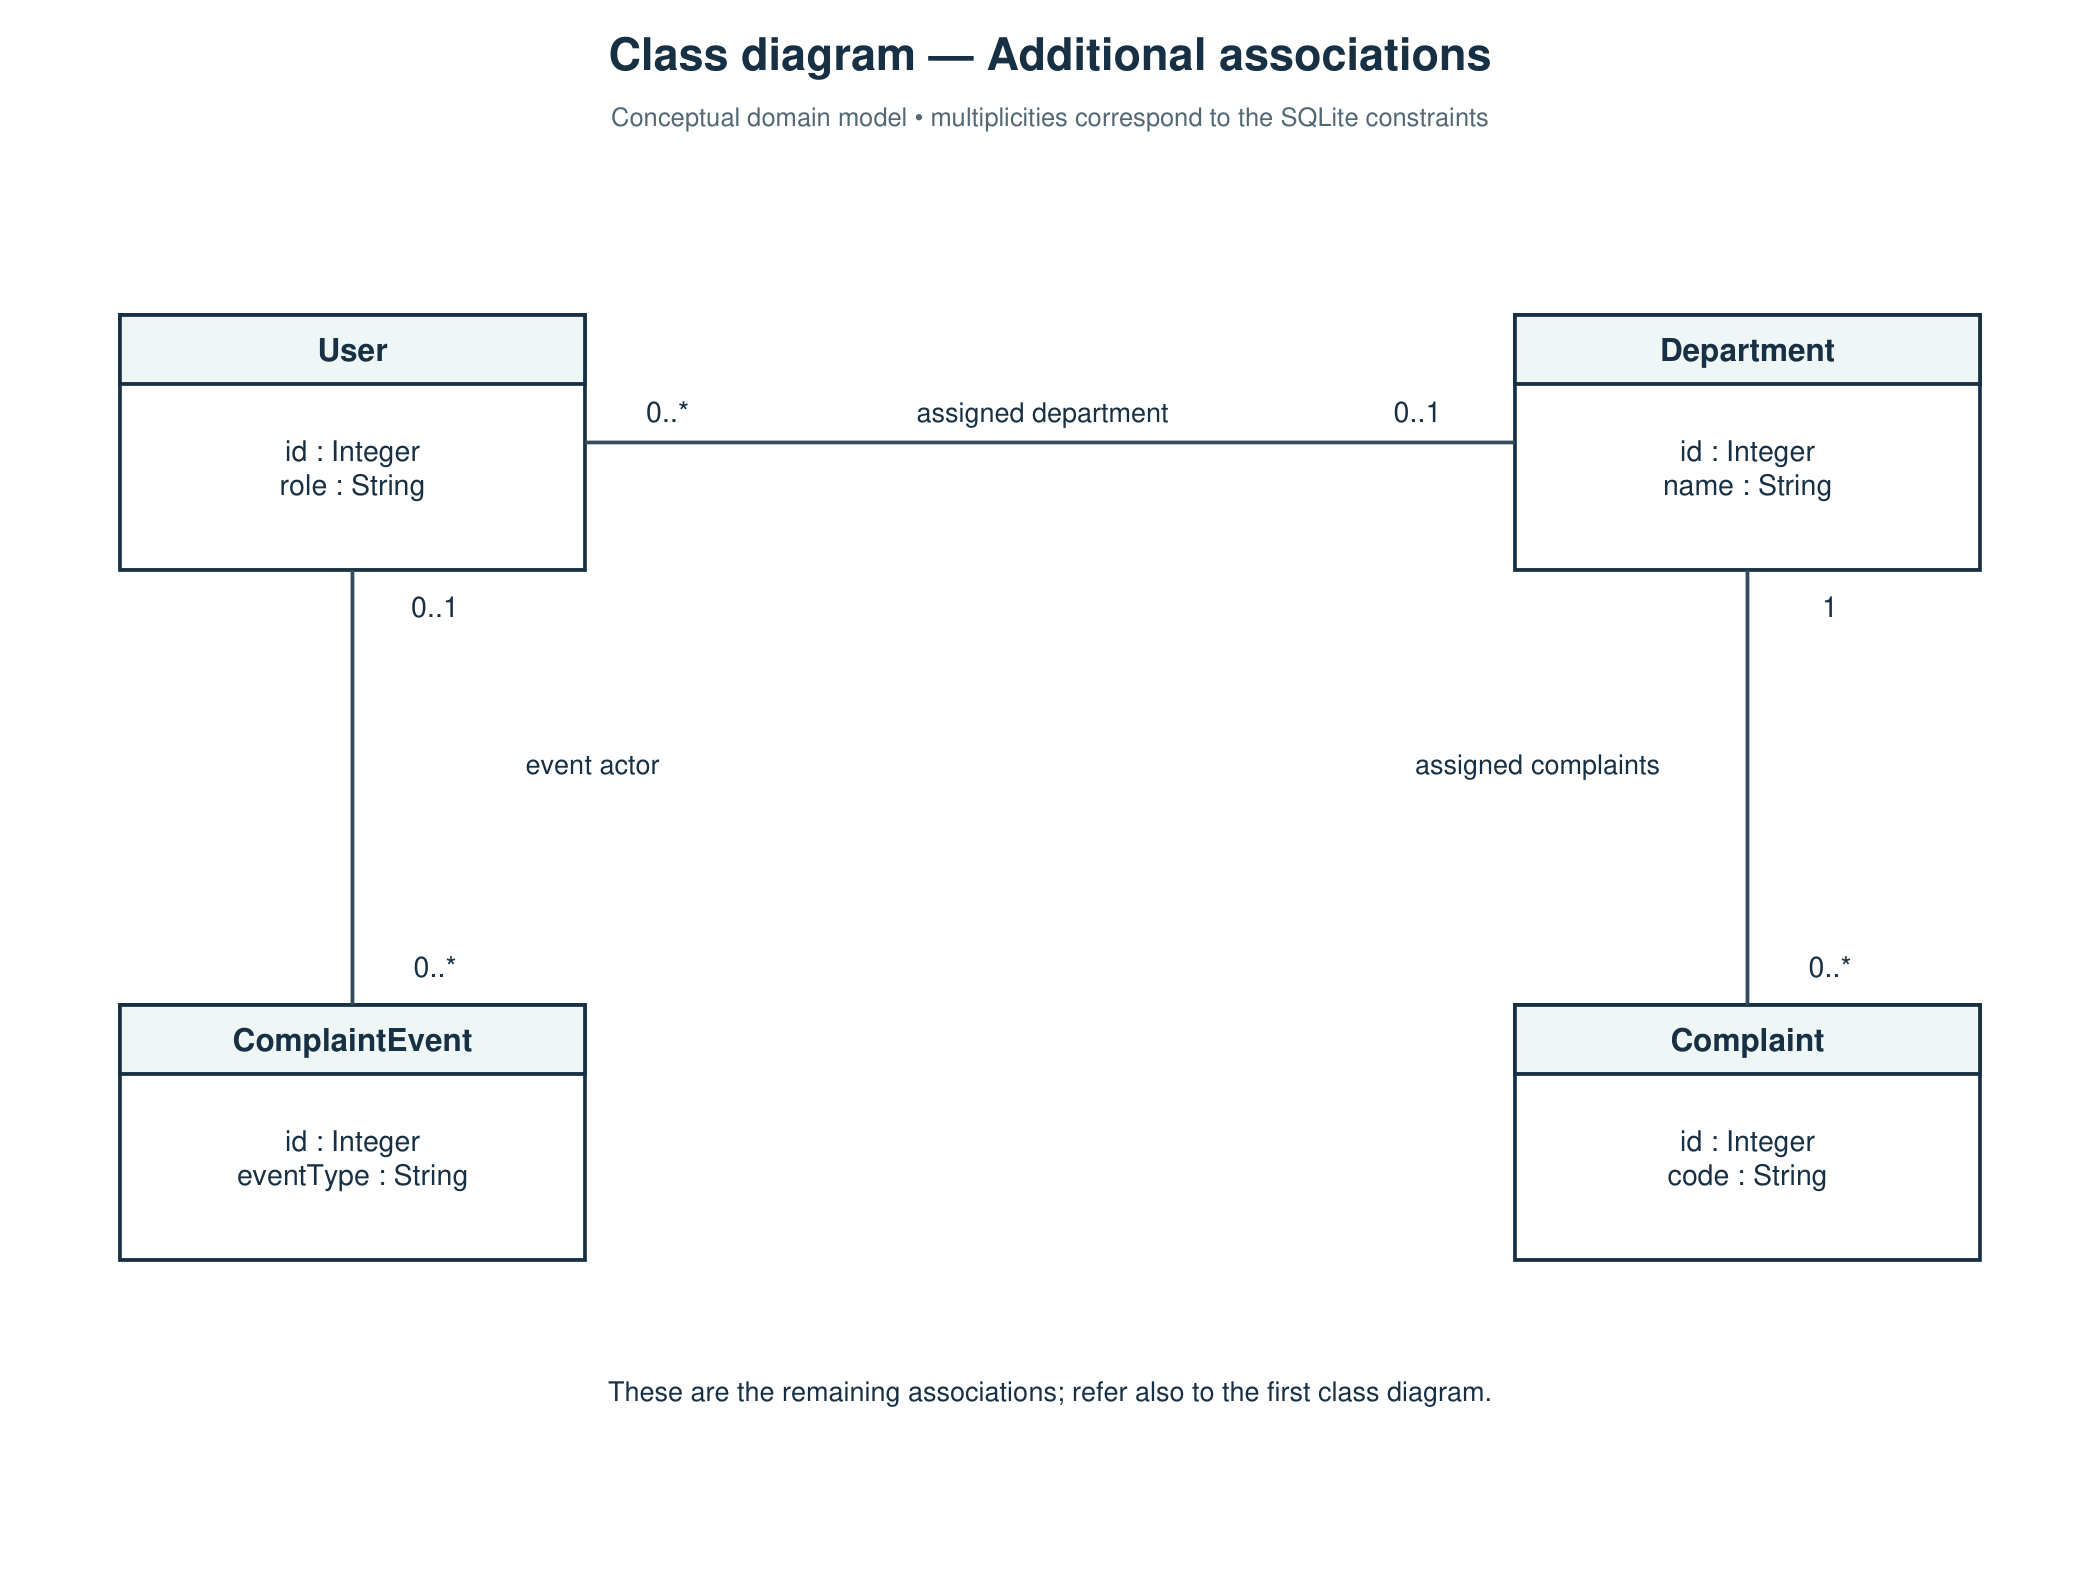 Class diagram — Additional associations
Conceptual domain model • multiplicities correspond to the SQLite constraints
User
id : Integer
role : String
0..*
assigned department
0..1
Department
id : Integer
name : String
0..1
1
event actor
assigned complaints
0..*
0..*
ComplaintEvent
id : Integer
eventType : String
Complaint
id : Integer
code : String
These are the remaining associations; refer also to the first class diagram.